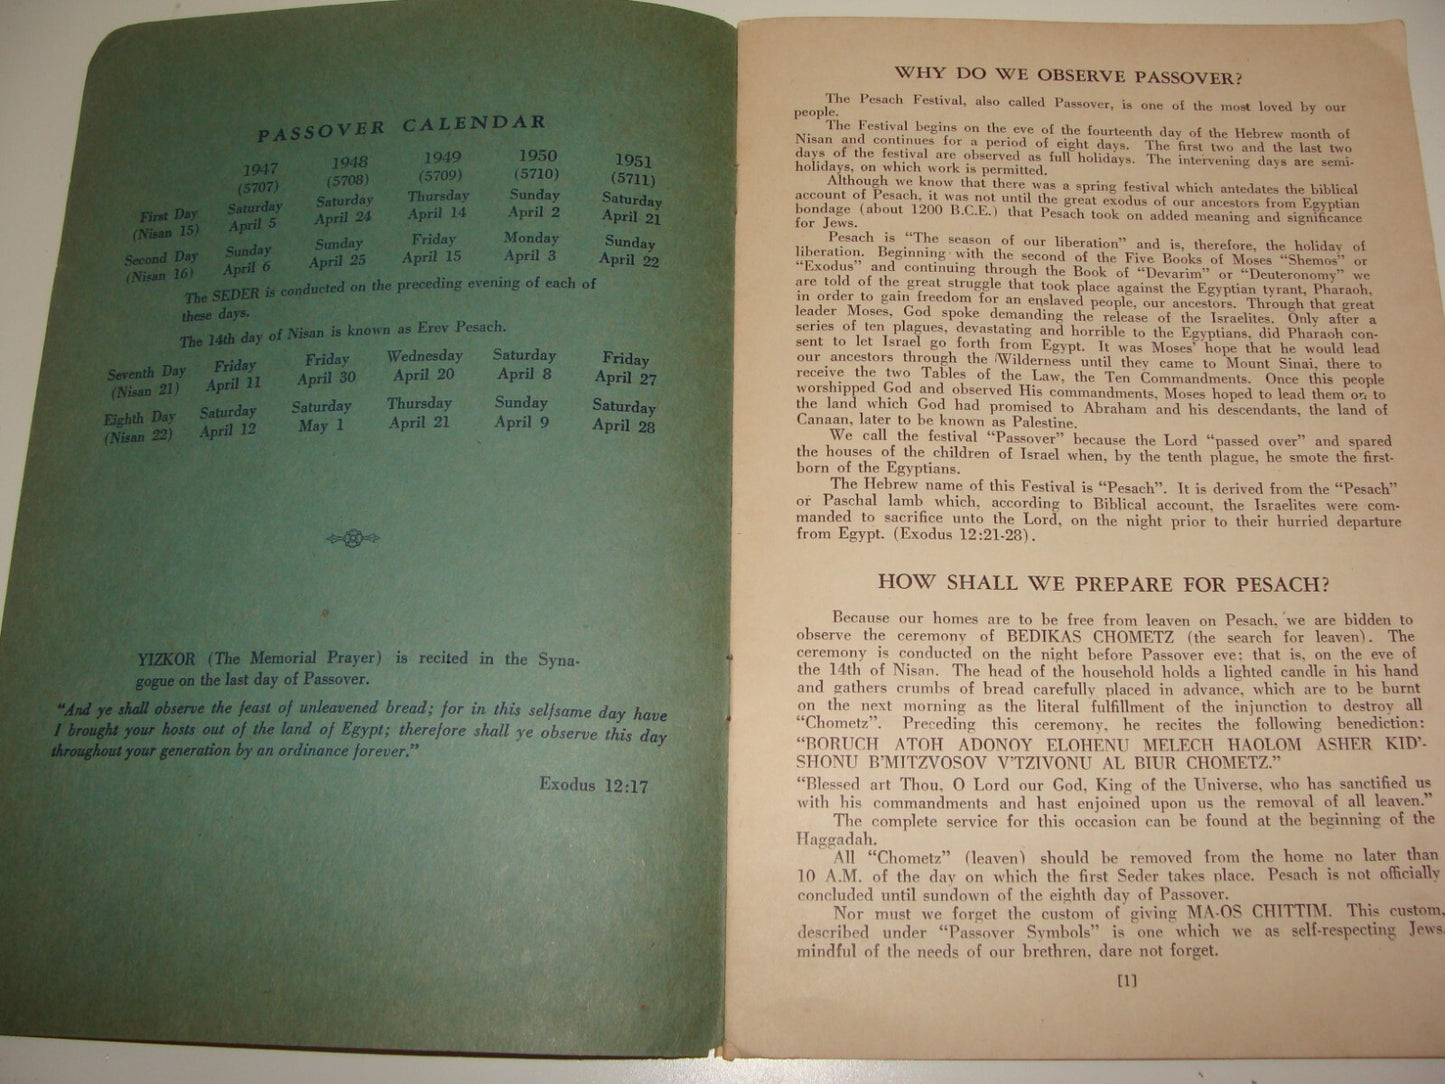 PASSOVER CALENDAR
1947 1948 1949 1950 1951
(5707) (5708) (5709) (5710) (5711)
First Day Saturday Saturday Thursday Sunday Saturday
(Nisan 15) April 5 April 24 April 14 April 2 April 21
Second Day Sunday Sunday Friday Monday Sunday
(Nisan 16) April 6 April 25 April 15 April 3 April 22
The SEDER is conducted on the preceding evening of each of
these days.
The 14th day of Nisan is known as Erev Pesach.
Seventh Day Friday Friday Wednesday Saturday Friday
(Nisan 21) April 11 April 30 April 20 April 8 April 27
Eighth Day Saturday Saturday Thursday Sunday Saturday
(Nisan 22) April 12 May 1 April 21 April 9 April 28
YIZKOR (The Memorial Prayer) is recited in the Syna-
gogue on the last day of Passover.
"And ye shall observe the feast of unleavened bread; for in this selfsame day have
I brought your hosts out of the land of Egypt; therefore shall ye observe this day
throughout your generation by an ordinance forever."
Exodus 12:17
WHY DO WE OBSERVE PASSOVER?
The Pesach Festival, also called Passover, is one of the most loved by our
people.
The Festival begins on the eve of the fourteenth day of the Hebrew month of
Nisan and continues for a period of eight days. The first two and the last two
days of the festival are observed as full holidays. The intervening days are semi-
holidays, on which work is permitted.
Although we know that there was a spring festival which antedates the biblical
account of Pesach, it was not until the great exodus of our ancestors from Egyptian
bondage (about 1200 B.C.E.) that Pesach took on added meaning and significance
for Jews.
Pesach is "The season of our liberation" and is, therefore, the holiday of
liberation. Beginning with the second of the Five Books of Moses "Shemos" or
"Exodus" and continuing through the Book of "Devarim" or "Deuteronomy" we
are told of the great struggle that took place against the Egyptian tyrant, Pharaoh,
in order to gain freedom for an enslaved people, our ancestors. Through that great
leader Moses, God spoke demanding the release of the Israelites. Only after a
series of ten plagues, devastating and horrible to the Egyptians, did Pharaoh con-
sent to let Israel go forth from Egypt. It was Moses' hope that he would lead
our ancestors through the Wilderness until they came to Mount Sinai, there to
receive the two Tables of the Law, the Ten Commandments. Once this people
worshipped God and observed His commandments, Moses hoped to lead them on to
the land which God had promised to Abraham and his descendants, the land of
Canaan, later to be known as Palestine.
We call the festival "Passover" because the Lord "passed over" and spared
the houses of the children of Israel when, by the tenth plague, he smote the first-
born of the Egyptians.
The Hebrew name of this Festival is "Pesach". It is derived from the "Pesach"
or Paschal lamb which, according to Biblical account, the Israelites were com-
manded to sacrifice unto the Lord, on the night prior to their hurried departure
from Egypt. (Exodus 12:21-28).
HOW SHALL WE PREPARE FOR PESACH?
Because our homes are to be free from leaven on Pesach, we are bidden to
observe the ceremony of BEDIKAS CHOMETZ (the search for leaven). The
ceremony is conducted on the night before Passover eve: that is, on the eve of
the 14th of Nisan. The head of the household holds a lighted candle in his hand
and gathers crumbs of bread carefully placed in advance, which are to be burnt
on the next morning as the literal fulfillment of the injunction to destroy all
"Chometz". Preceding this ceremony, he recites the following benediction:
"BORUCH ATOH ADONOY ELOHENU MELECH HAOLOM ASHER KID'-
SHONU B'MITZVOSOV V'TZIVONU AL BIUR CHOMETZ."
"Blessed art Thou, O Lord our God, King of the Universe, who has sanctified us
with his commandments and hast enjoined upon us the removal of all leaven."
The complete service for this occasion can be found at the beginning of the
Haggadah.
All "Chometz" (leaven) should be removed from the home no later than
10 A.M. of the day on which the first Seder takes place. Pesach is not officially
concluded until sundown of the eighth day of Passover.
Nor must we forget the custom of giving MA-OS CHITTIM. This custom,
described under "Passover Symbols" is one which we as self-respecting Jews,
mindful of the needs of our brethren, dare not forget.
[1]